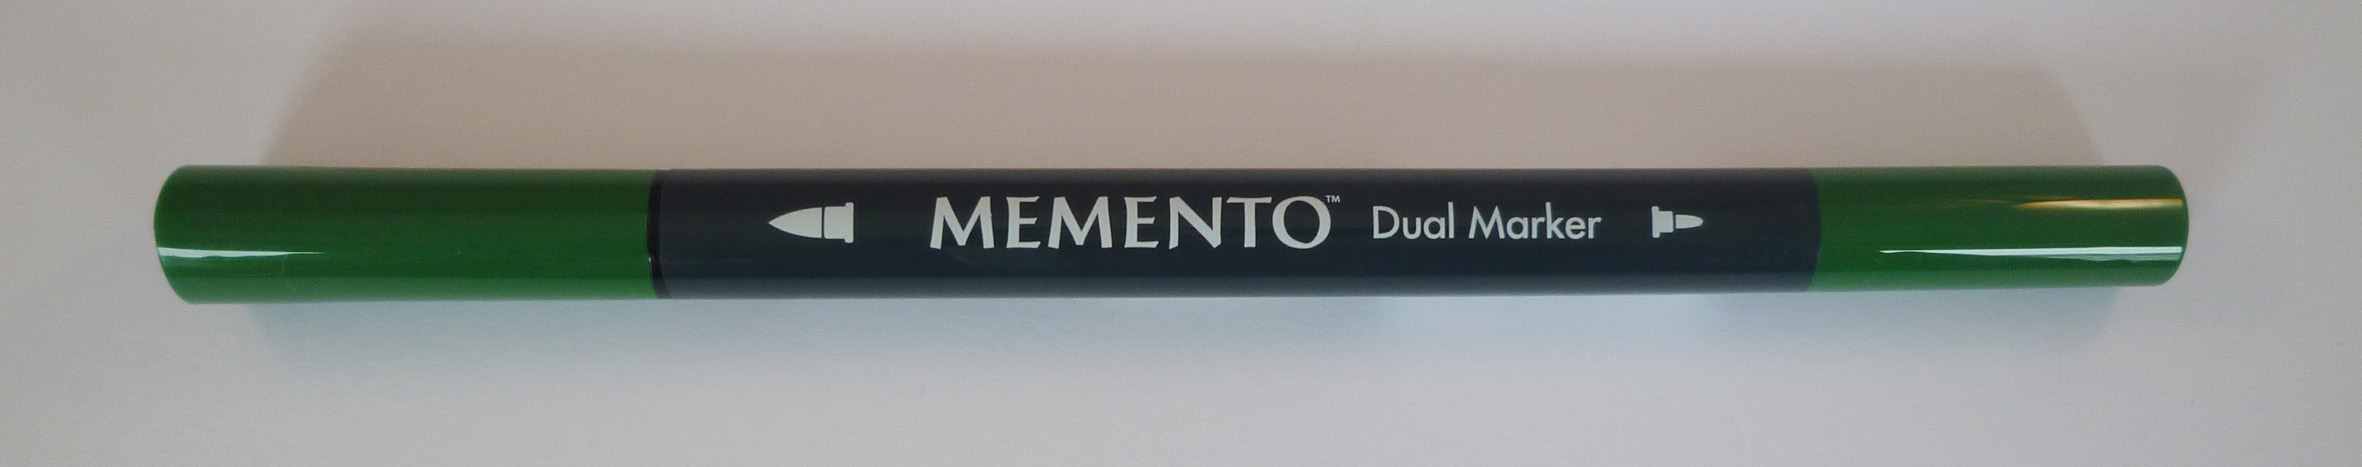 MEMENTO™ Dual Marker